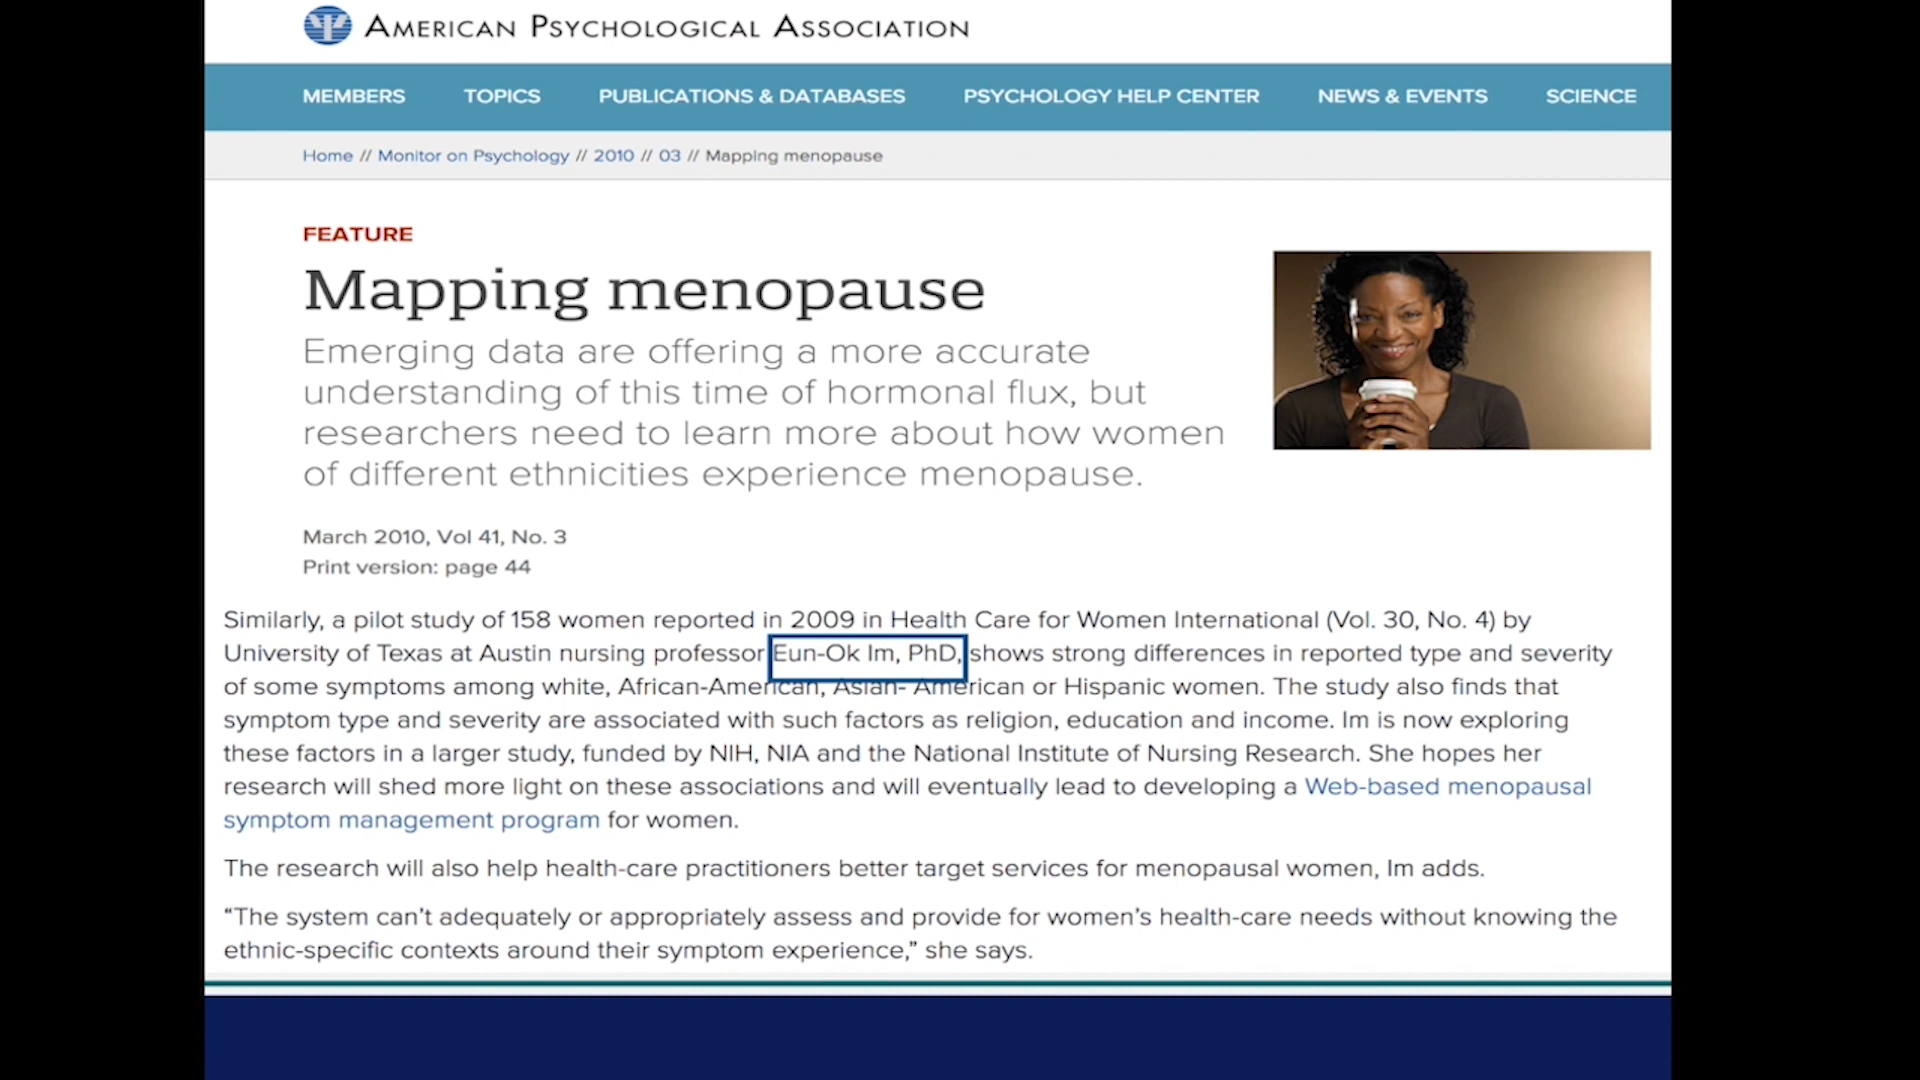 AMERICAN PSYCHOLOGICAL ASSOCIATION
MEMBERS TOPICS PUBLICATIONS & DATABASES PSYCHOLOGY HELP CENTER NEWS & EVENTS SCIENCE
Home // Monitor on Psychology // 2010 // 03 // Mapping menopause
FEATURE
Mapping menopause
Emerging data are offering a more accurate
understanding of this time of hormonal flux, but
researchers need to learn more about how women
of different ethnicities experience menopause.
March 2010, Vol 41, No. 3
Print version: page 44
Similarly, a pilot study of 158 women reported in 2009 in Health Care for Women International (Vol. 30, No. 4) by
University of Texas at Austin nursing professor Eun-Ok Im, PhD, shows strong differences in reported type and severity
of some symptoms among white, African-American, Asian- American or Hispanic women. The study also finds that
symptom type and severity are associated with such factors as religion, education and income. Im is now exploring
these factors in a larger study, funded by NIH, NIA and the National Institute of Nursing Research. She hopes her
research will shed more light on these associations and will eventually lead to developing a Web-based menopausal
symptom management program for women.
The research will also help health-care practitioners better target services for menopausal women, Im adds.
“The system can’t adequately or appropriately assess and provide for women’s health-care needs without knowing the
ethnic-specific contexts around their symptom experience,” she says.